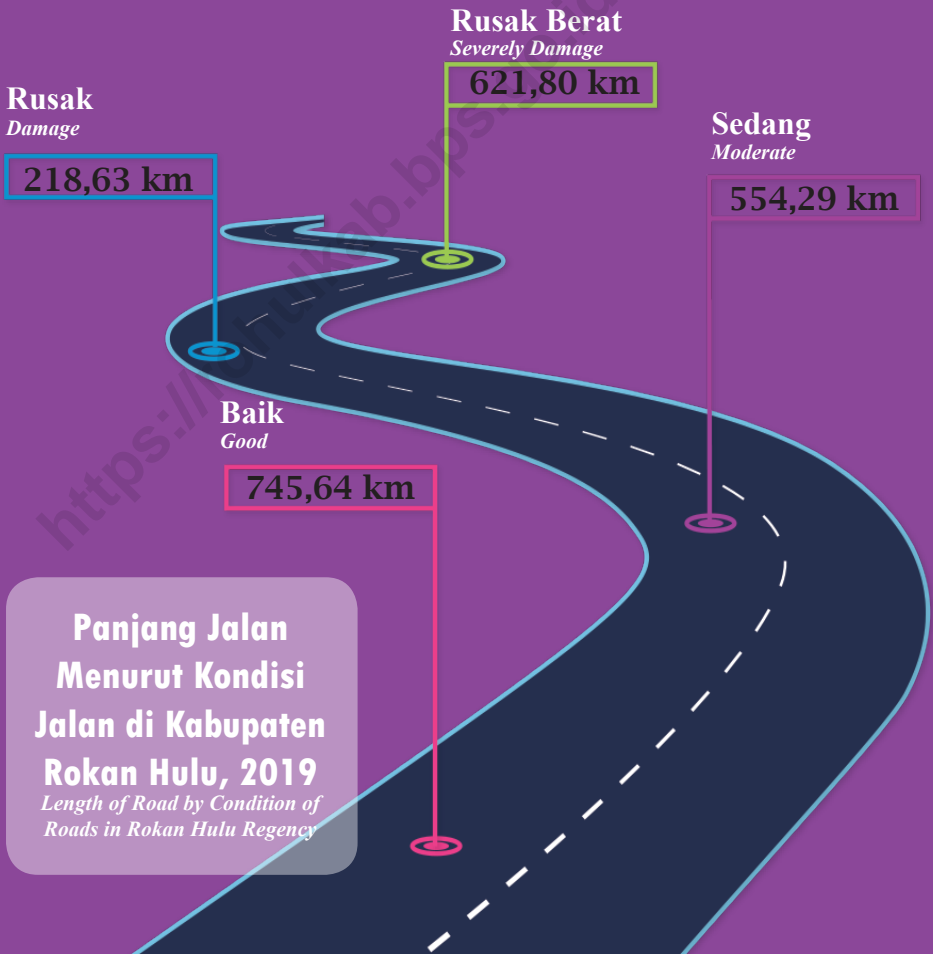 Rusak Berat
Severely Damage
621,80 km
Rusak
Damage
218,63 km
Sedang
Moderate
554,29 km
Baik
Good
745,64 km
Panjang Jalan
Menurut Kondisi
Jalan di Kabupaten
Rokan Hulu, 2019
Length of Road by Condition of
Roads in Rokan Hulu Regency